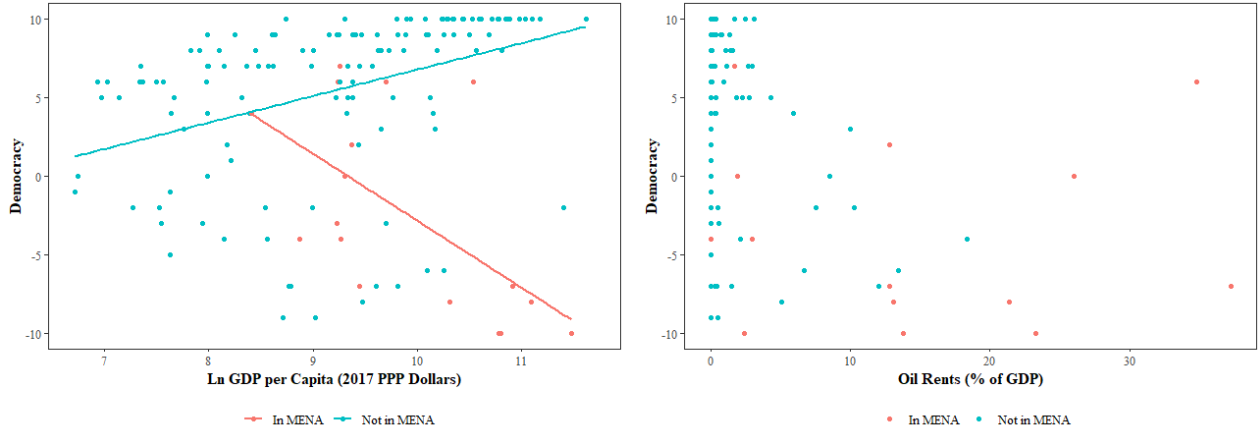 Democracy
10
5
0
-5
-10
7
8
9
10
11
Ln GDP per Capita (2017 PPP Dollars)
In MENA
Not in MENA
Democracy
10
5
0
-5
-10
0
10
20
30
Oil Rents (% of GDP)
In MENA
Not in MENA